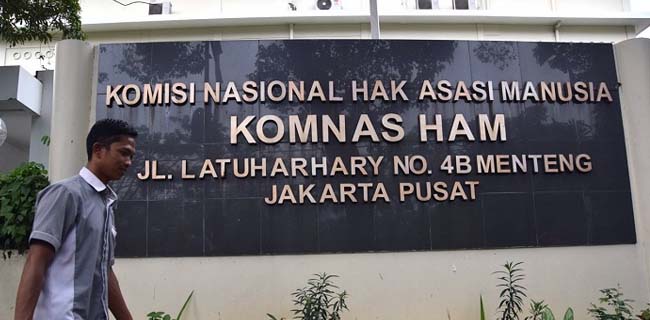 KOMISI NASIONAL HAK ASASI MANUSIA
KOMNAS HAM
JL. LATUHARHARY NO. 4B MENTENG
JAKARTA PUSAT